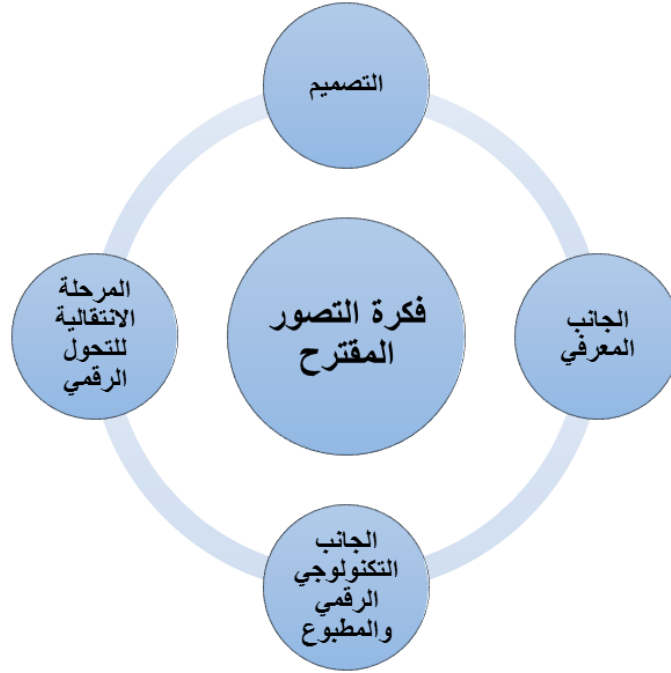 التصميم
فكرة التصور
المقترح
الجانب
المعرفي
الجانب
التكنولوجي
الرقمي
والمطبوع
المرحلة
الانتقالية
للتحول
الرقمي